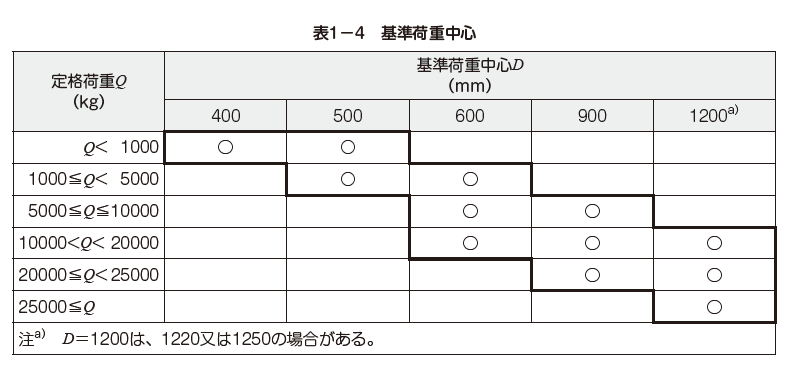 表1－4　基準荷重中心
定格荷重Q
（kg）
基準荷重中心D
（mm）
400 500 600 900 1200a)
Q＜ 1000 ○ ○
1000≦Q＜ 5000 ○ ○
5000≦Q≦10000 ○ ○
10000<Q＜20000 ○ ○ ○
20000≦Q＜25000 ○ ○
25000≦Q ○
注a)　D＝1200は、1220又は1250の場合がある。